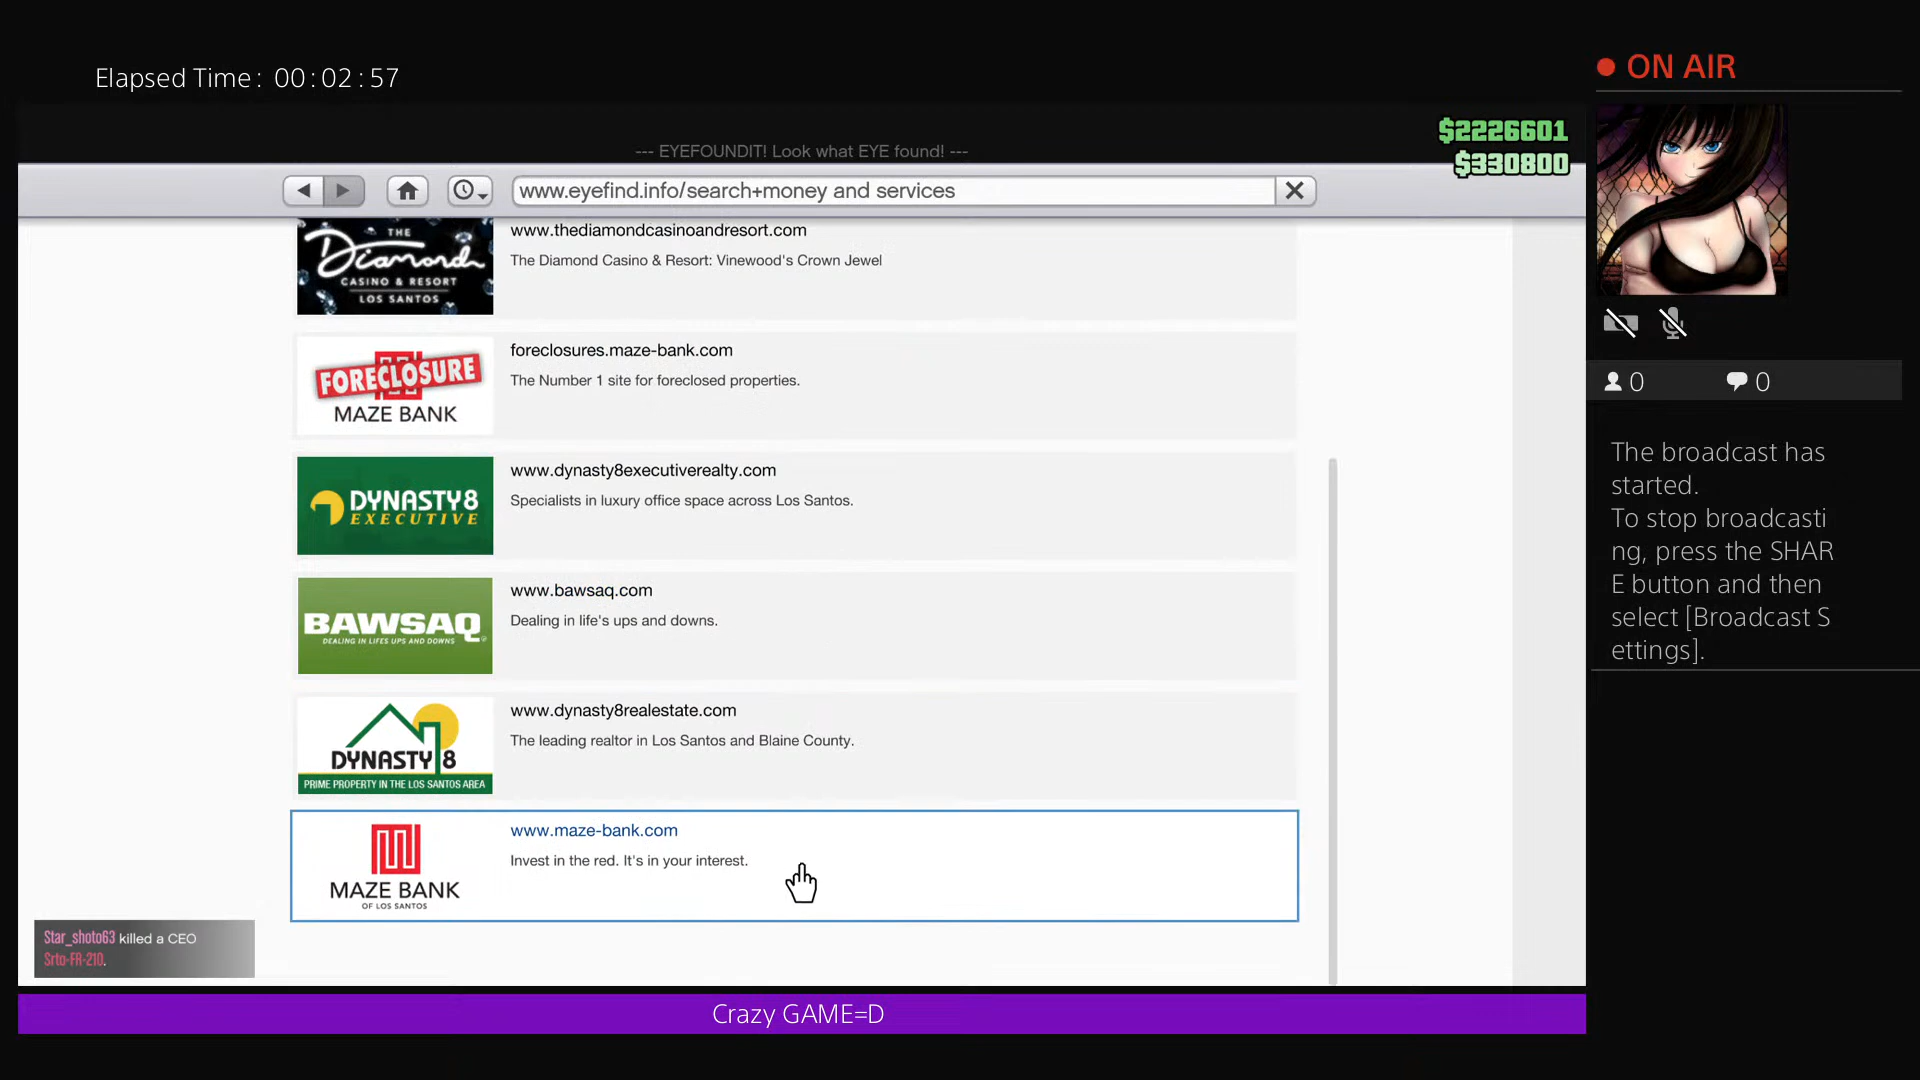 Elapsed Time: 00:02:57
ON AIR
--- EYEFOUNDIT! Look what EYE found! ---
$2226601
$330800
www.eyefind.info/search+money and services
THE
Diamond
CASINO & RESORT
LOS SANTOS
www.thediamondcasinoandresort.com
The Diamond Casino & Resort: Vinewood's Crown Jewel
FORECLOSURE
MAZE BANK
foreclosures.maze-bank.com
The Number 1 site for foreclosed properties.
DYNASTY8
EXECUTIVE
www.dynasty8executiverealty.com
Specialists in luxury office space across Los Santos.
BAWSAQ
DEALING IN LIFES UPS AND DOWNS
www.bawsaq.com
Dealing in life's ups and downs.
DYNASTY 8
PRIME PROPERTY IN THE LOS SANTOS AREA
www.dynasty8realestate.com
The leading realtor in Los Santos and Blaine County.
MAZE BANK
OF LOS SANTOS
www.maze-bank.com
Invest in the red. It's in your interest.
Star_shoto63 killed a CEO
Srto-FR-210.
Crazy GAME=D
0
0
The broadcast has
started.
To stop broadcasti
ng, press the SHAR
E button and then
select [Broadcast S
ettings].